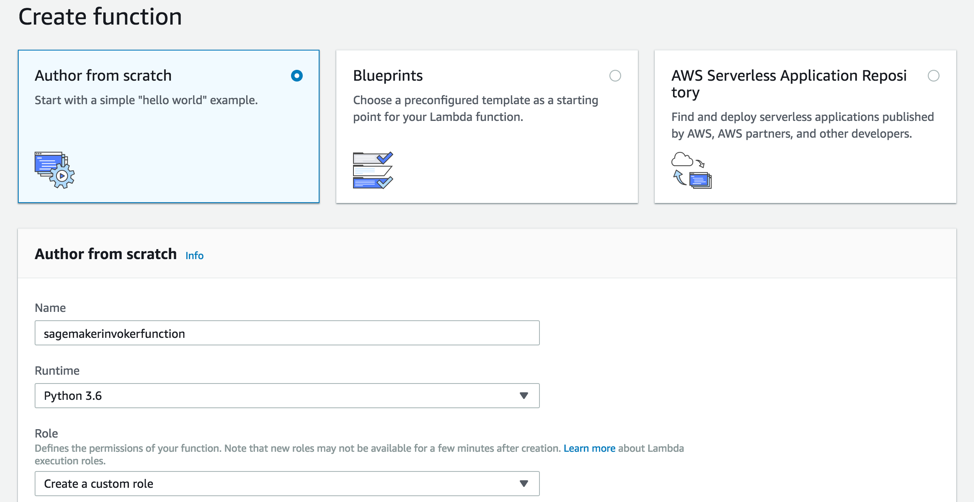 Create function
Author from scratch
Start with a simple "hello world" example.
Blueprints
Choose a preconfigured template as a starting
point for your Lambda function.
AWS Serverless Application Reposi
tory
Find and deploy serverless applications published
by AWS, AWS partners, and other developers.
Author from scratch Info
Name
sagemakerinvokerfunction
Runtime
Python 3.6
Role
Defines the permissions of your function. Note that new roles may not be available for a few minutes after creation. Learn more about Lambda
execution roles.
Create a custom role